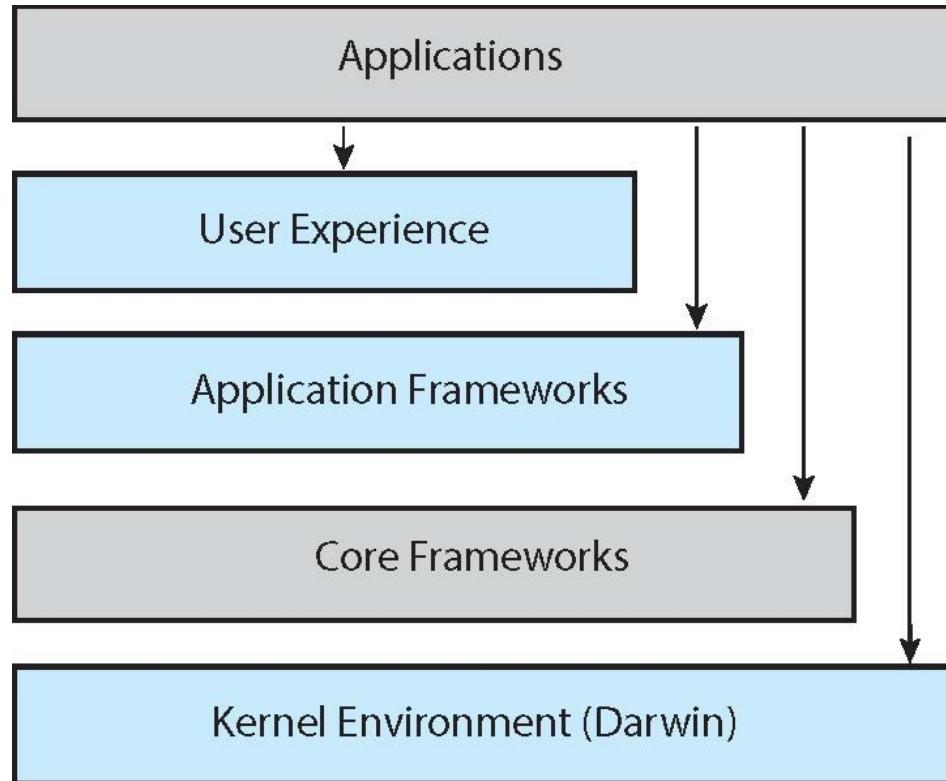 Applications
User Experience
Application Frameworks
Core Frameworks
Kernel Environment (Darwin)